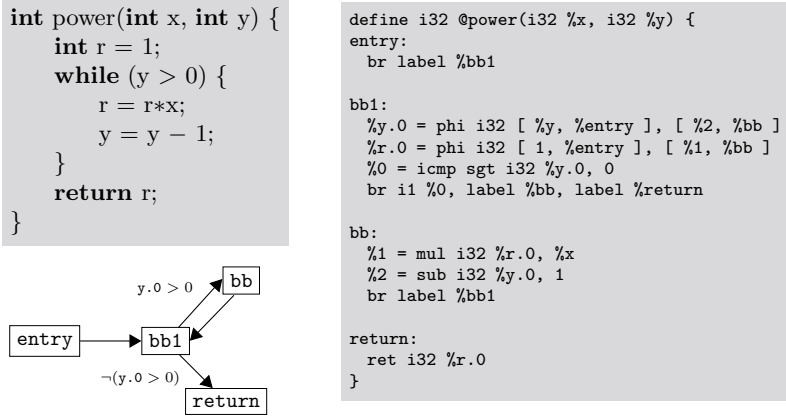 int power(int x, int y) {
int r = 1;
while (y > 0) {
r = r*x;
y = y − 1;
}
return r;
}
define i32 @power(i32 %x, i32 %y) {
entry:
br label %bb1
bb1:
%y.0 = phi i32 [ %y, %entry ], [ %2, %bb ]
%r.0 = phi i32 [ 1, %entry ], [ %1, %bb ]
%0 = icmp sgt i32 %y.0, 0
br i1 %0, label %bb, label %return
bb:
%1 = mul i32 %r.0, %x
%2 = sub i32 %y.0, 1
br label %bb1
return:
ret i32 %r.0
}
y.0 > 0
bb
entry
bb1
¬(y.0 > 0)
return